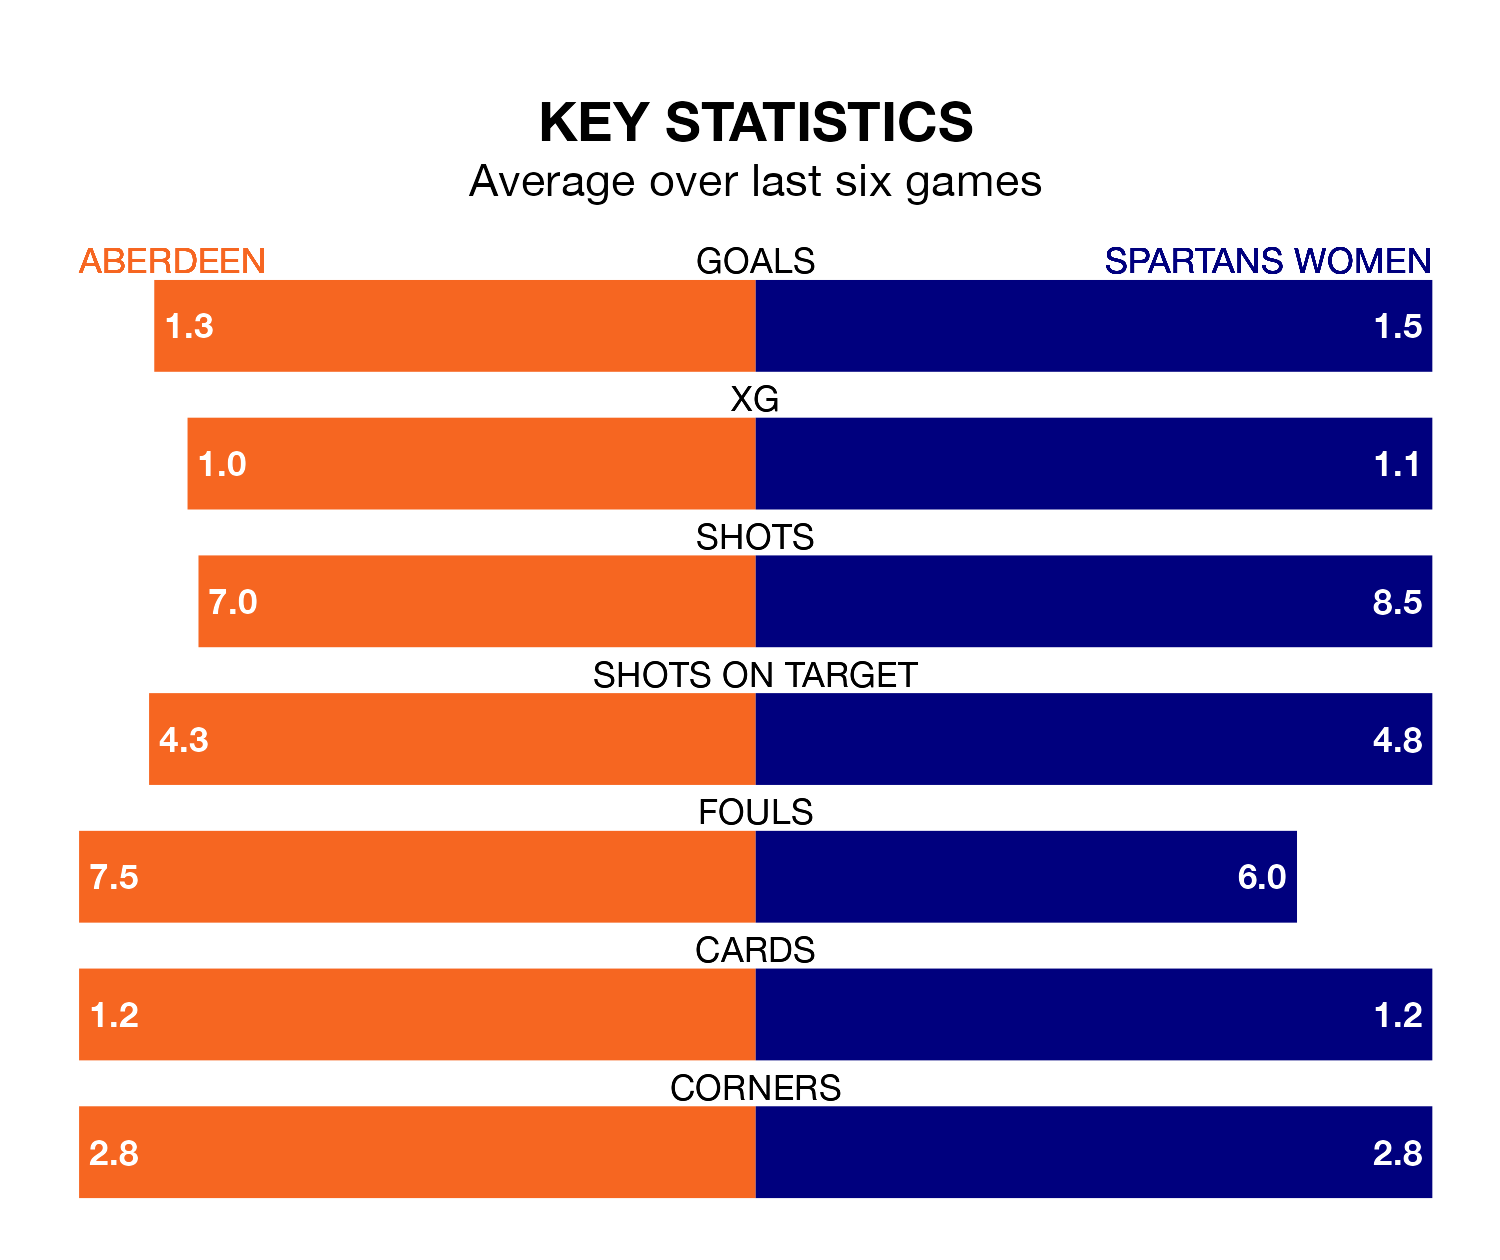 KEY STATISTICS
Average over last six games
ABERDEEN GOALS SPARTANS WOMEN
1.3 1.5
XG
1.0 1.1
SHOTS
7.0 8.5
SHOTS ON TARGET
4.3 4.8
FOULS
7.5 6.0
CARDS
1.2 1.2
CORNERS
2.8 2.8